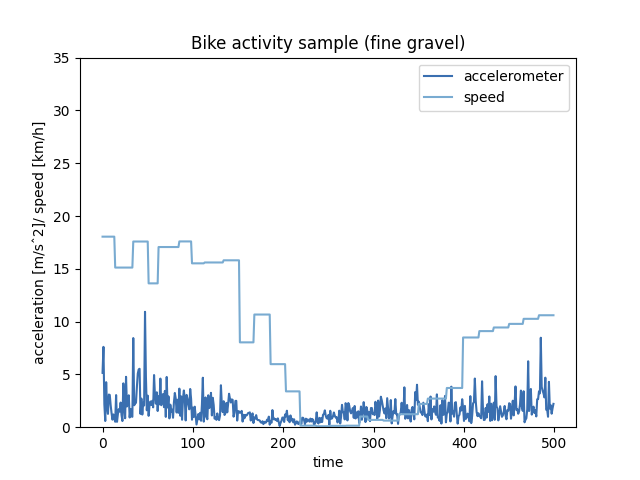 Bike activity sample (fine gravel)
accelerometer
speed
35
30
25
20
15
10
5
0
acceleration [m/s^2]/ speed [km/h]
0 100 200 300 400 500
time